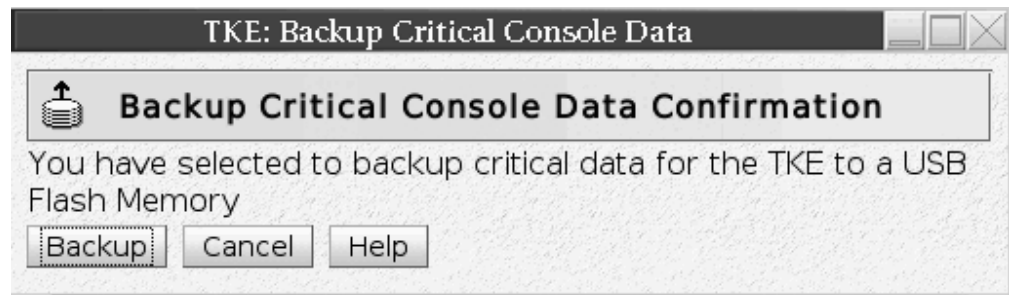 TKE: Backup Critical Console Data
Backup Critical Console Data Confirmation
You have selected to backup critical data for the TKE to a USB
Flash Memory
Backup Cancel Help